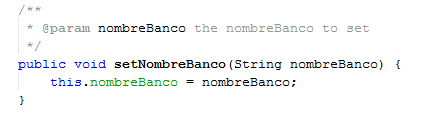 /**
 * @param nombreBanco the nombreBanco to set
 */
public void setNombreBanco(String nombreBanco) {
    this.nombreBanco = nombreBanco;
}